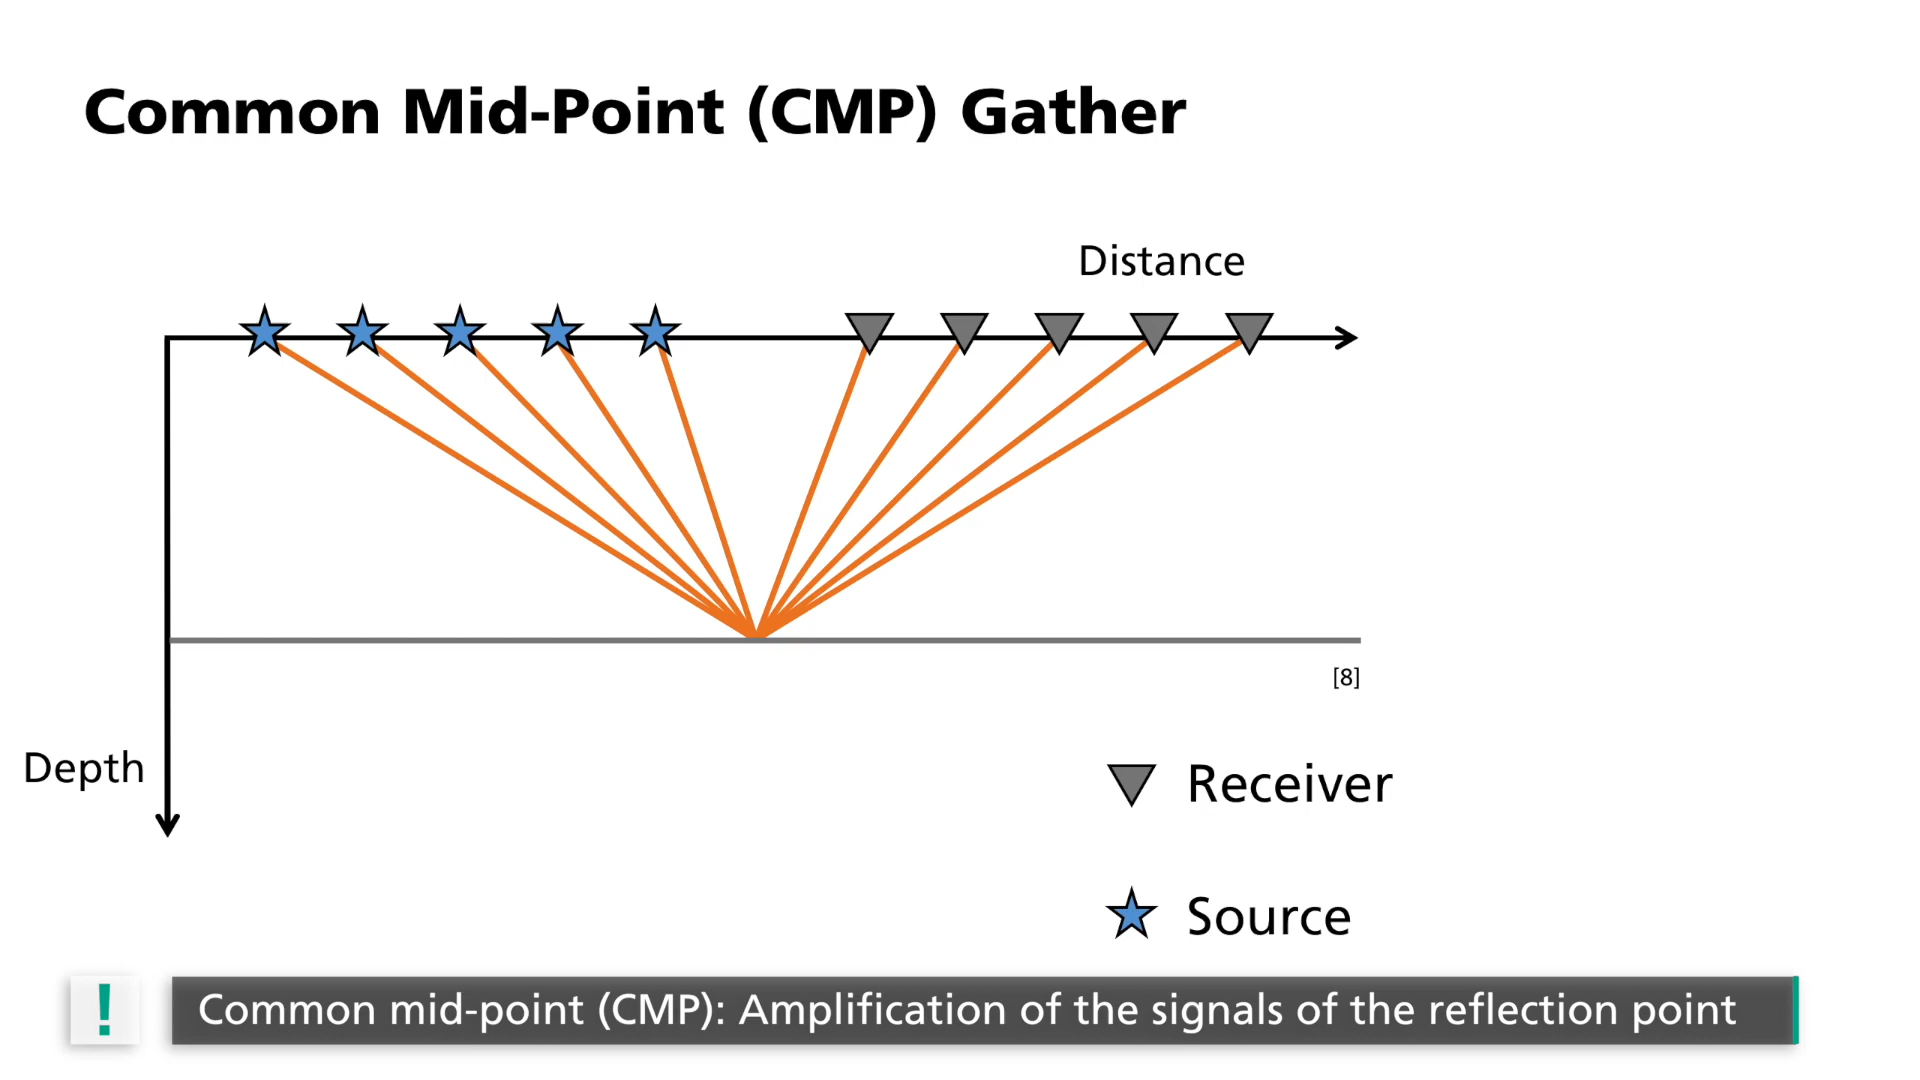 Common Mid-Point (CMP) Gather
Distance
[8]
Depth
Receiver
Source
! Common mid-point (CMP): Amplification of the signals of the reflection point